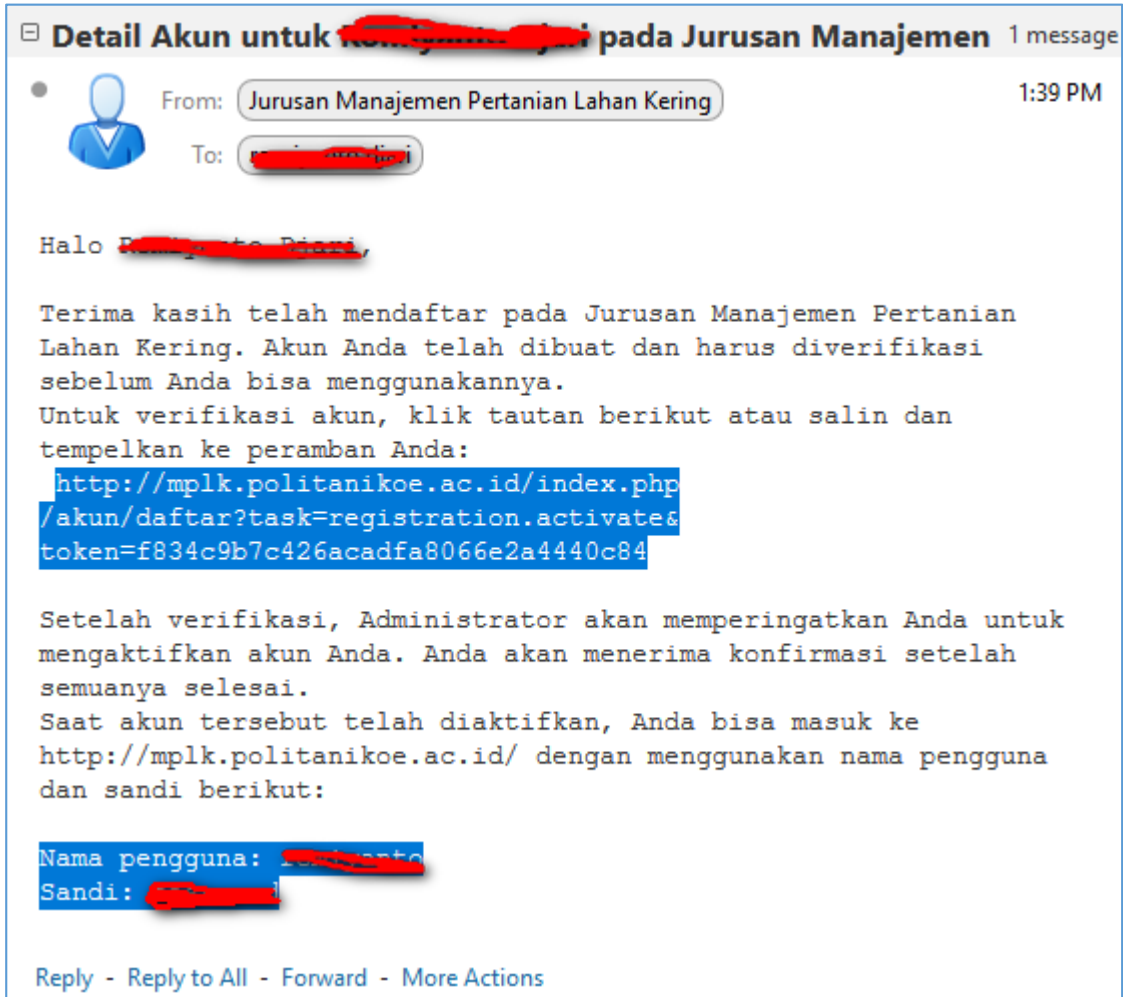 Detail Akun untuk pada Jurusan Manajemen 1 message
From: Jurusan Manajemen Pertanian Lahan Kering 1:39 PM
To:
Halo ,
Terima kasih telah mendaftar pada Jurusan Manajemen Pertanian
Lahan Kering. Akun Anda telah dibuat dan harus diverifikasi
sebelum Anda bisa menggunakannya.
Untuk verifikasi akun, klik tautan berikut atau salin dan
tempelkan ke peramban Anda:
http://mplk.politanikoe.ac.id/index.php
/akun/daftar?task=registration.activate&
token=f834c9b7c426acadfa8066e2a4440c84
Setelah verifikasi, Administrator akan memperingatkan Anda untuk
mengaktifkan akun Anda. Anda akan menerima konfirmasi setelah
semuanya selesai.
Saat akun tersebut telah diaktifkan, Anda bisa masuk ke
http://mplk.politanikoe.ac.id/ dengan menggunakan nama pengguna
dan sandi berikut:
Nama pengguna:
Sandi:
Reply - Reply to All - Forward - More Actions